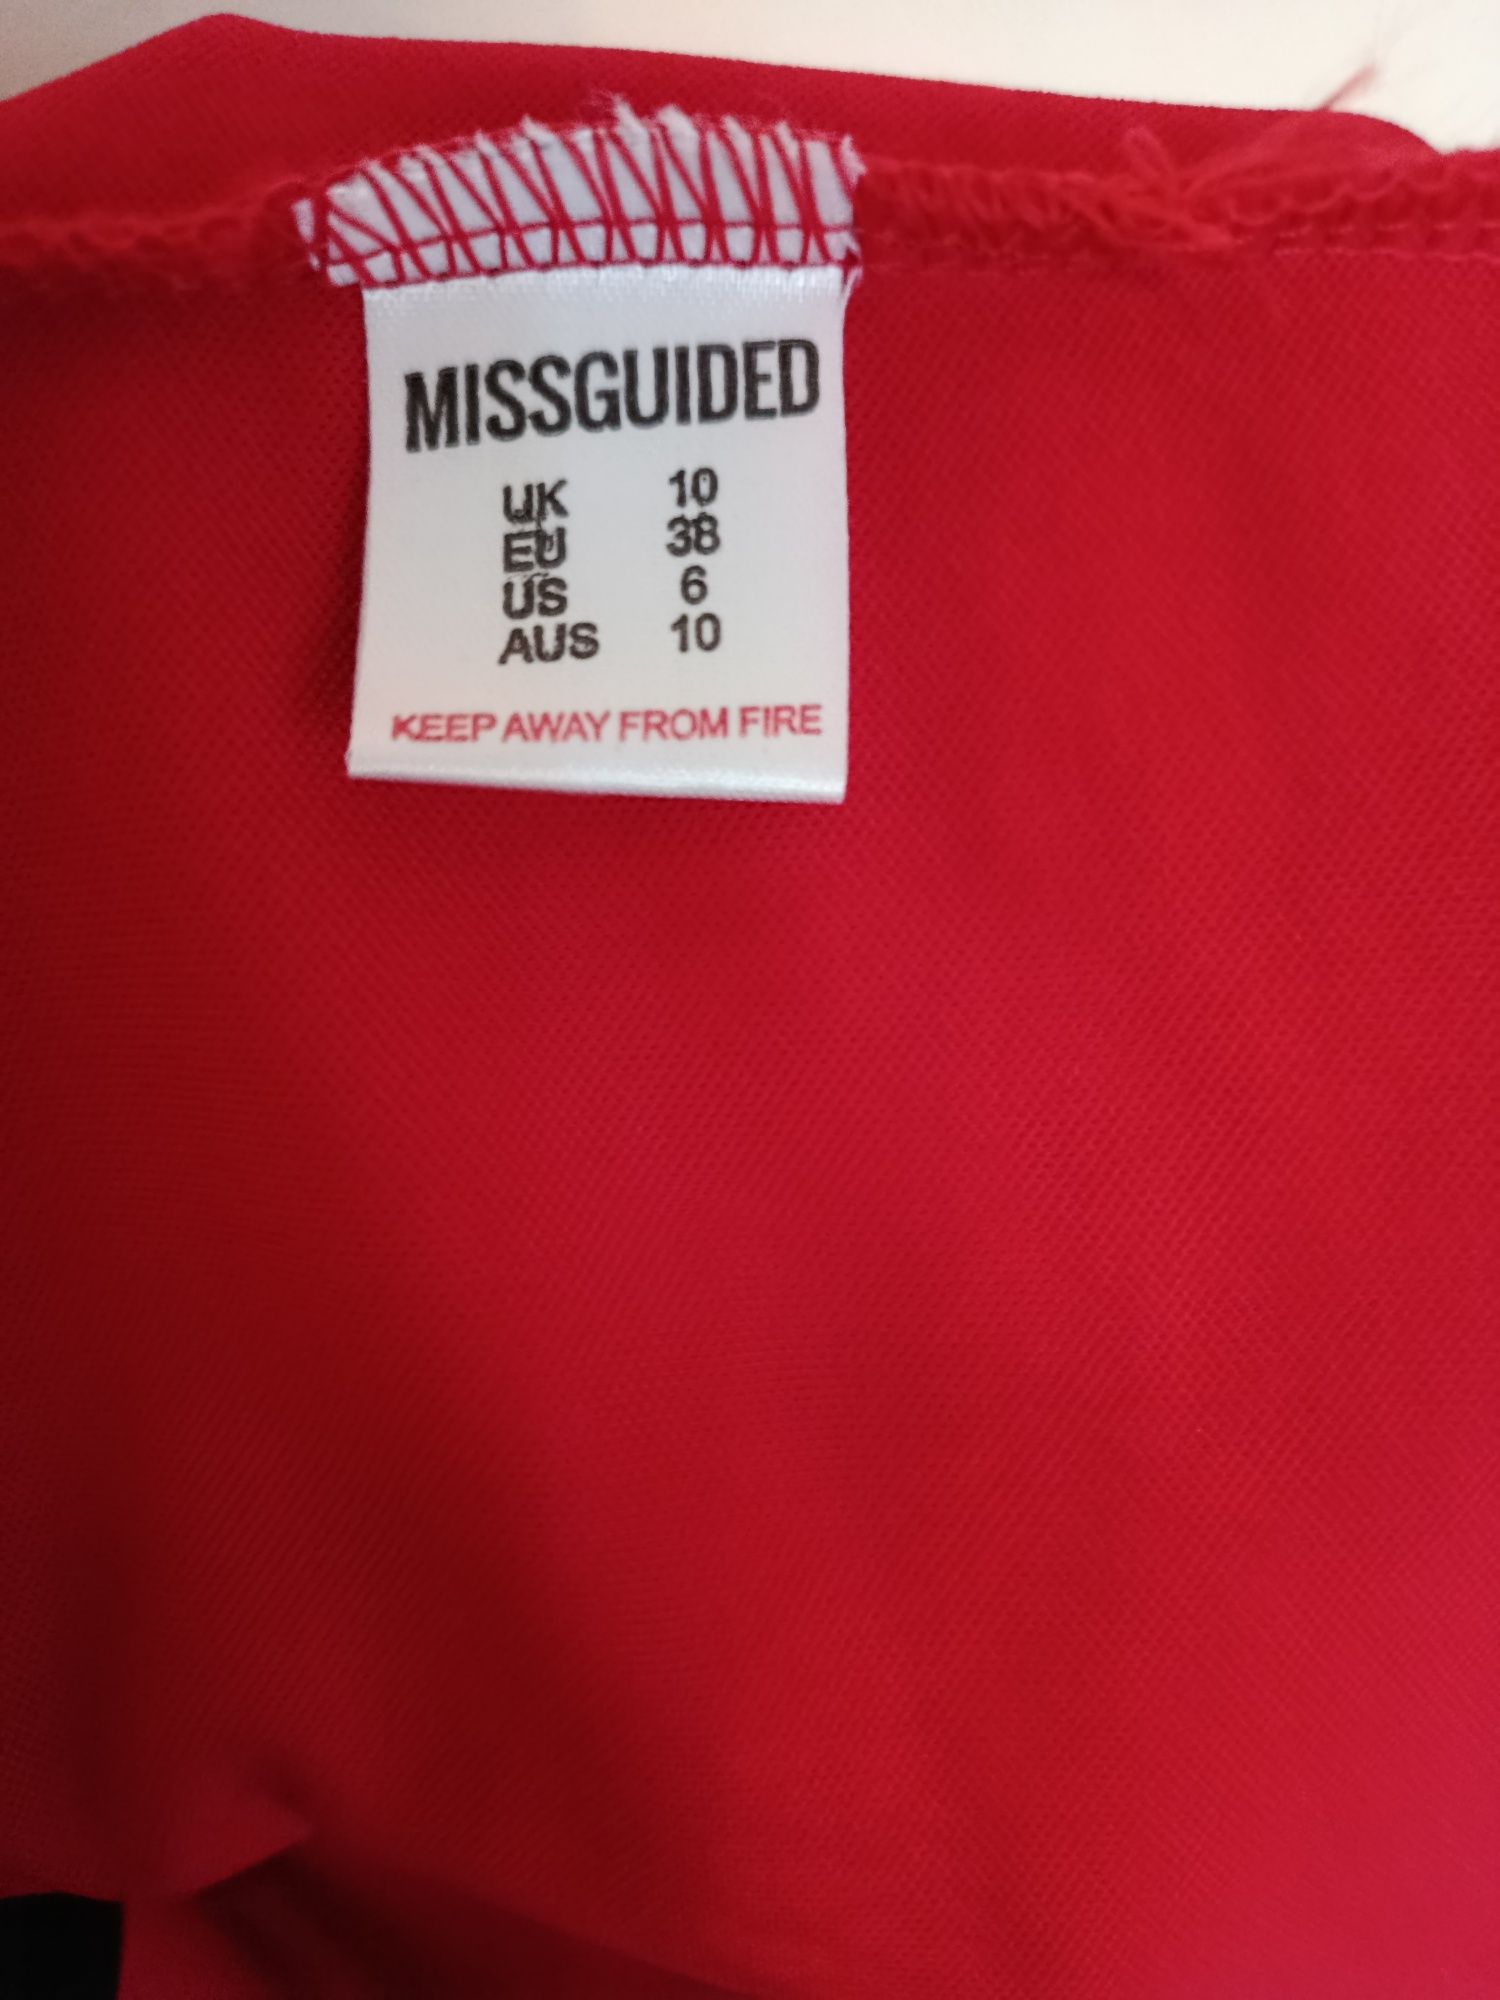 MISSGUIDED
UK 10
EU 38
US 6
AUS 10
KEEP AWAY FROM FIRE